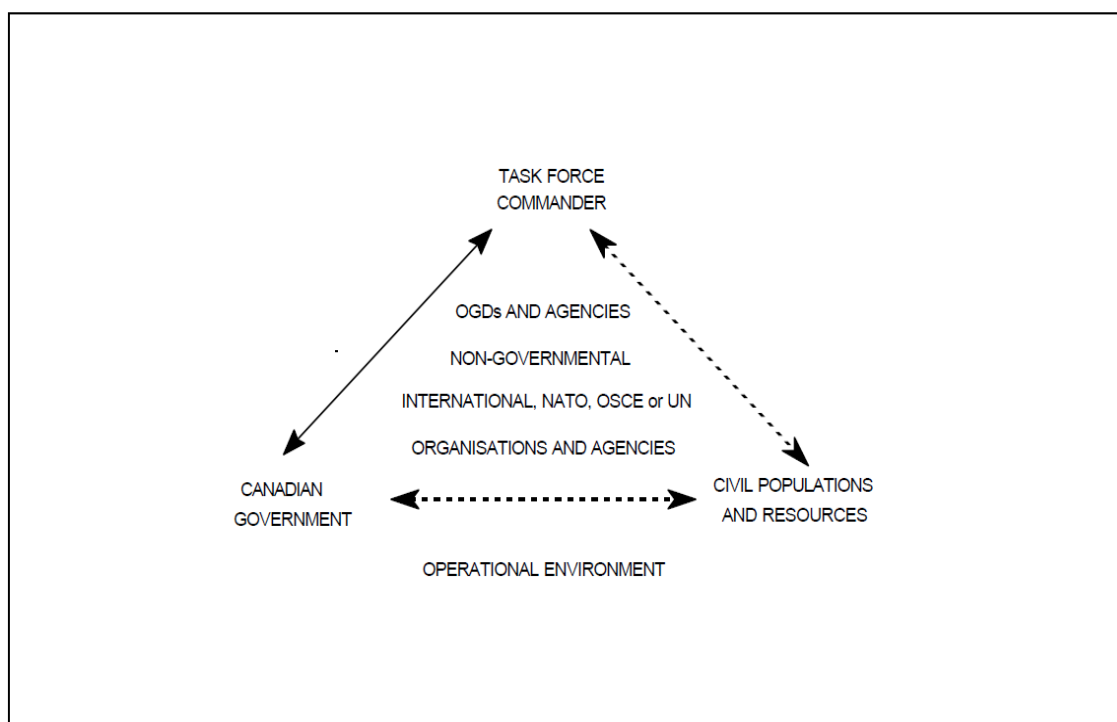 TASK FORCE
COMMANDER
OGDs AND AGENCIES
NON-GOVERNMENTAL
INTERNATIONAL, NATO, OSCE or UN
ORGANISATIONS AND AGENCIES
CANADIAN
GOVERNMENT
CIVIL POPULATIONS
AND RESOURCES
OPERATIONAL ENVIRONMENT